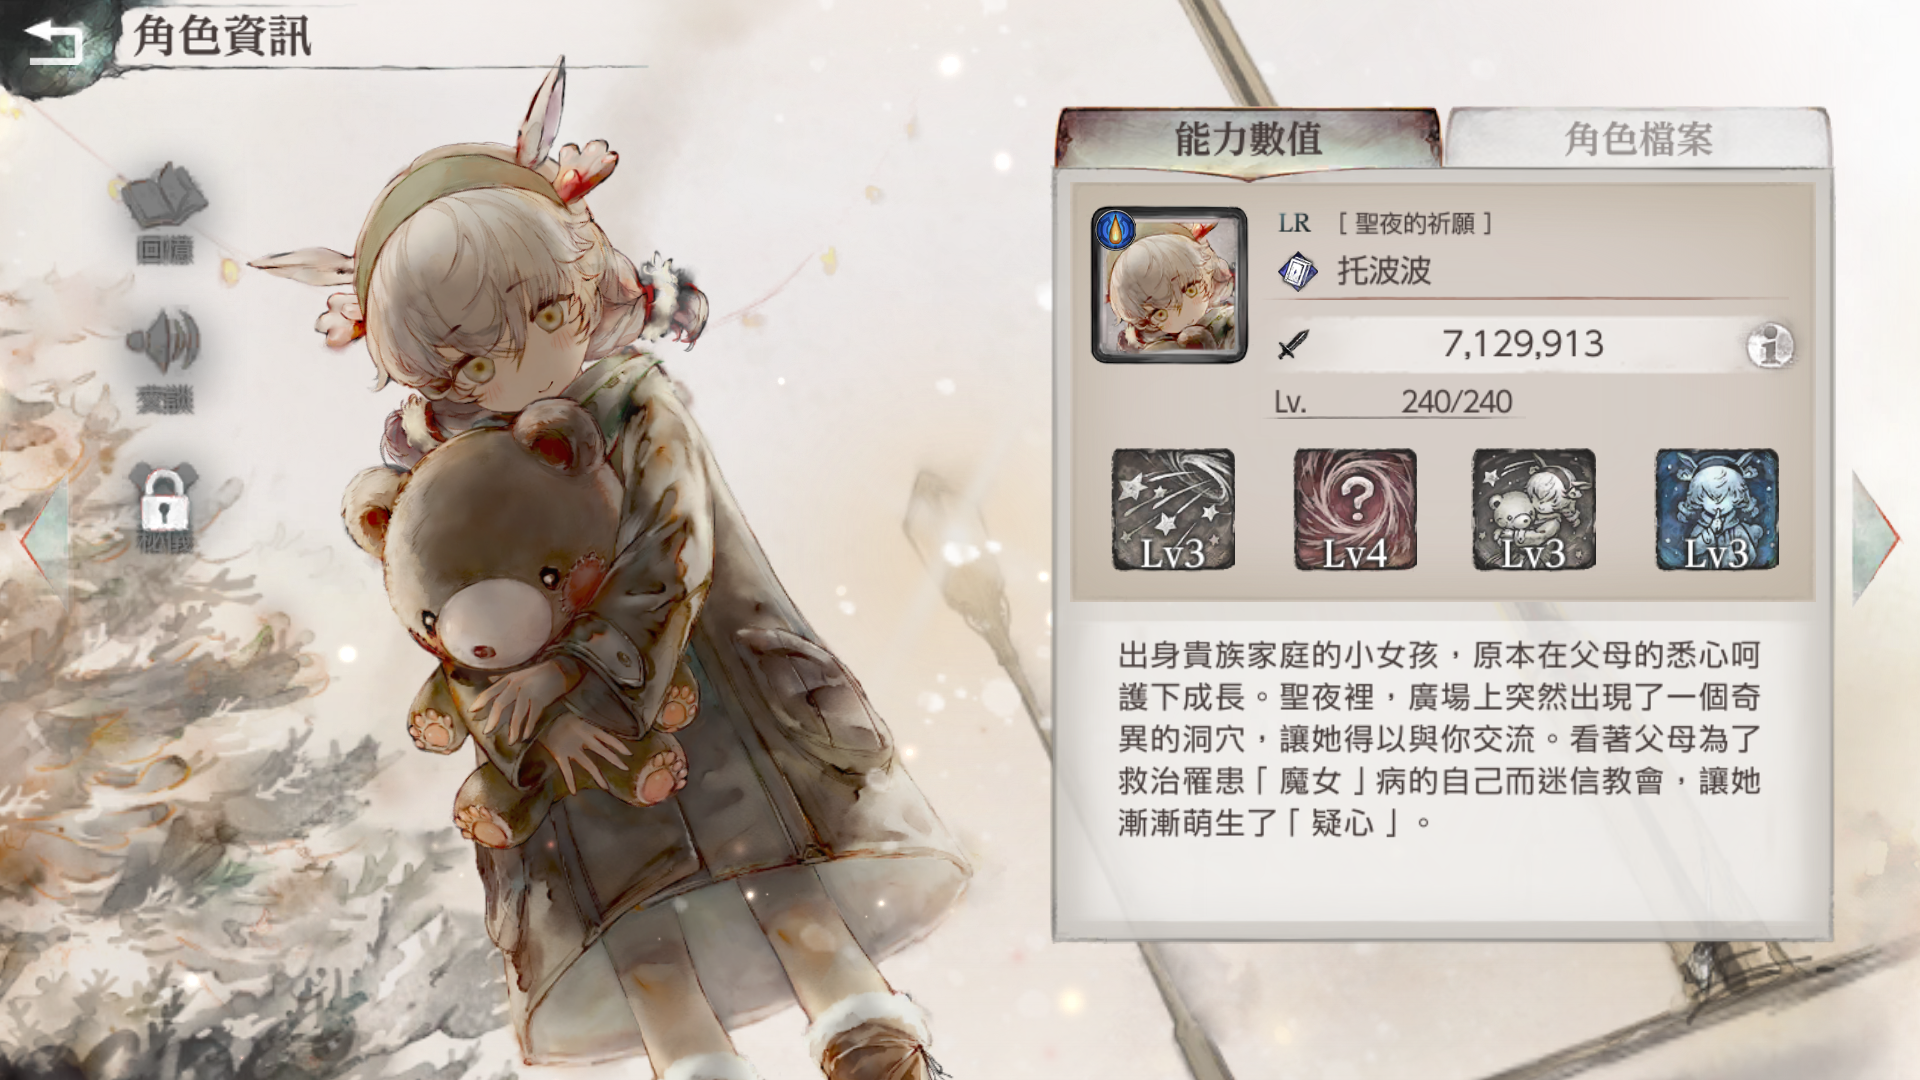 角色資訊
回憶
交談
秘儀
能力數值
角色檔案
LR [ 聖夜的祈願 ]
托波波
7,129,913
Lv. 240/240
Lv3
Lv4
Lv3
Lv3
出身貴族家庭的小女孩，原本在父母的悉心呵
護下成長。聖夜裡，廣場上突然出現了一個奇
異的洞穴，讓她得以與你交流。看著父母為了
救治罹患「魔女」病的自己而迷信教會，讓她
漸漸萌生了「疑心」。